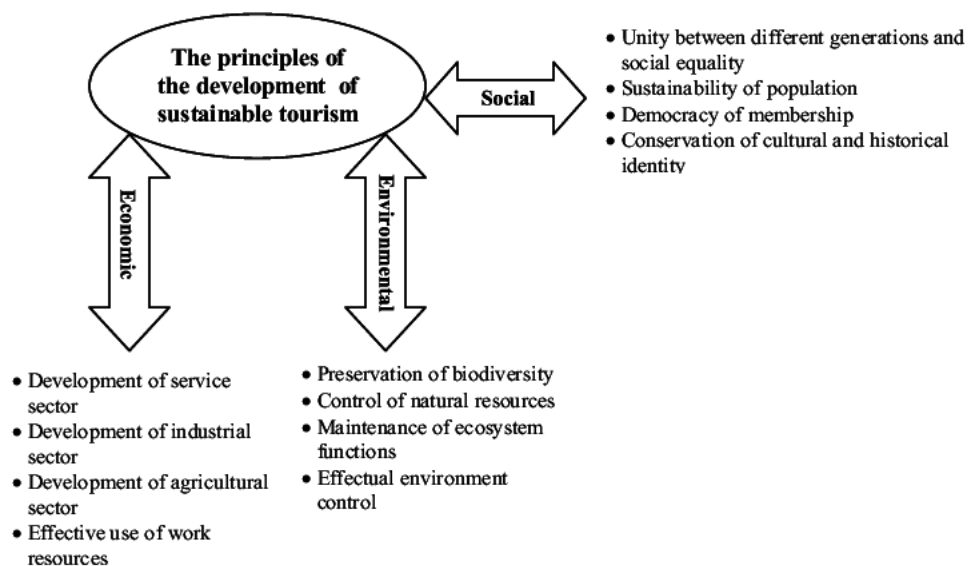 The principles of
the development of
sustainable tourism
Social
• Unity between different generations and
social equality
• Sustainability of population
• Democracy of membership
• Conservation of cultural and historical
identity
Economic
Environmental
• Development of service
sector
• Development of industrial
sector
• Development of agricultural
sector
• Effective use of work
resources
• Preservation of biodiversity
• Control of natural resources
• Maintenance of ecosystem
functions
• Effectual environment
control